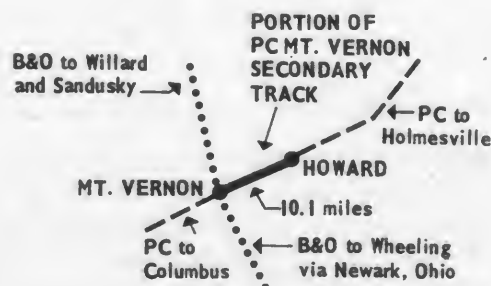 PORTION OF
PC MT. VERNON
SECONDARY
TRACK
B&O to Willard
and Sandusky
PC to
Holmesville
HOWARD
MT. VERNON
10.1 miles
PC to
Columbus
B&O to Wheeling
via Newark, Ohio